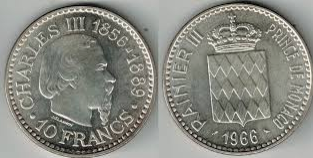 CHARLES III 1856-1889
· 10 FRANCS ·
RAINIER III PRINCE DE MONACO
· 1966 ·